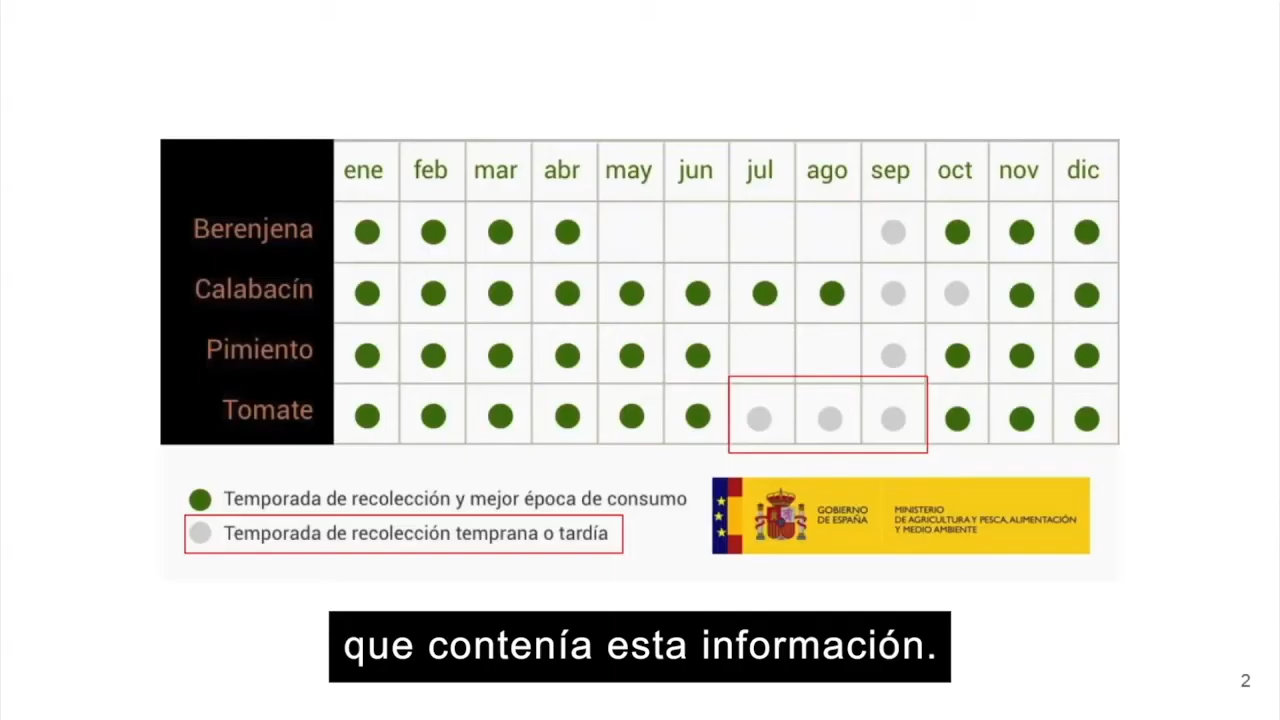 ene feb mar abr may jun jul ago sep oct nov dic
Berenjena
Calabacín
Pimiento
Tomate
Temporada de recolección y mejor época de consumo
Temporada de recolección temprana o tardía
GOBIERNO
DE ESPAÑA
MINISTERIO
DE AGRICULTURA Y PESCA, ALIMENTACIÓN
Y MEDIO AMBIENTE
que contenía esta información.
2